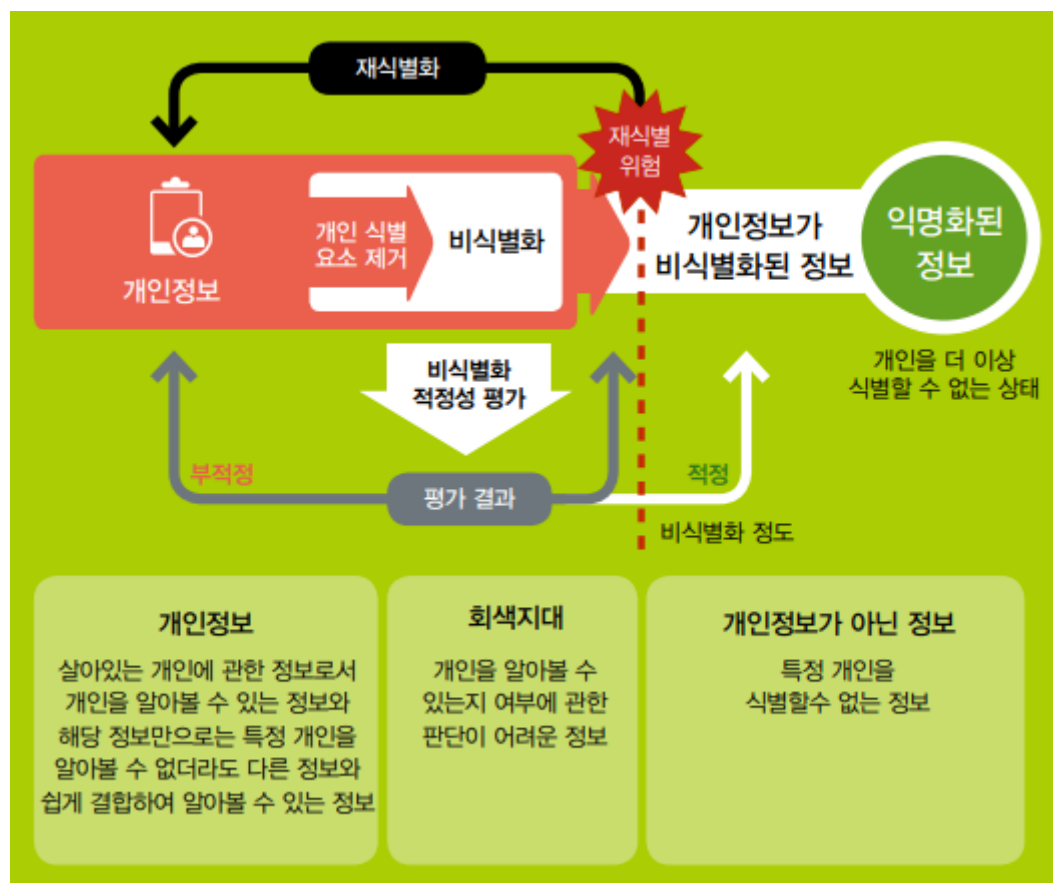 재식별화
재식별
위험
개인정보
개인 식별
요소 제거
비식별화
개인정보가
비식별화된 정보
익명화된
정보
개인을 더 이상
식별할 수 없는 상태
비식별화
적정성 평가
부적정
평가 결과
적정
비식별화 정도
개인정보
살아있는 개인에 관한 정보로서
개인을 알아볼 수 있는 정보와
해당 정보만으로는 특정 개인을
알아볼 수 없더라도 다른 정보와
쉽게 결합하여 알아볼 수 있는 정보
회색지대
개인을 알아볼 수
있는지 여부에 관한
판단이 어려운 정보
개인정보가 아닌 정보
특정 개인을
식별할수 없는 정보